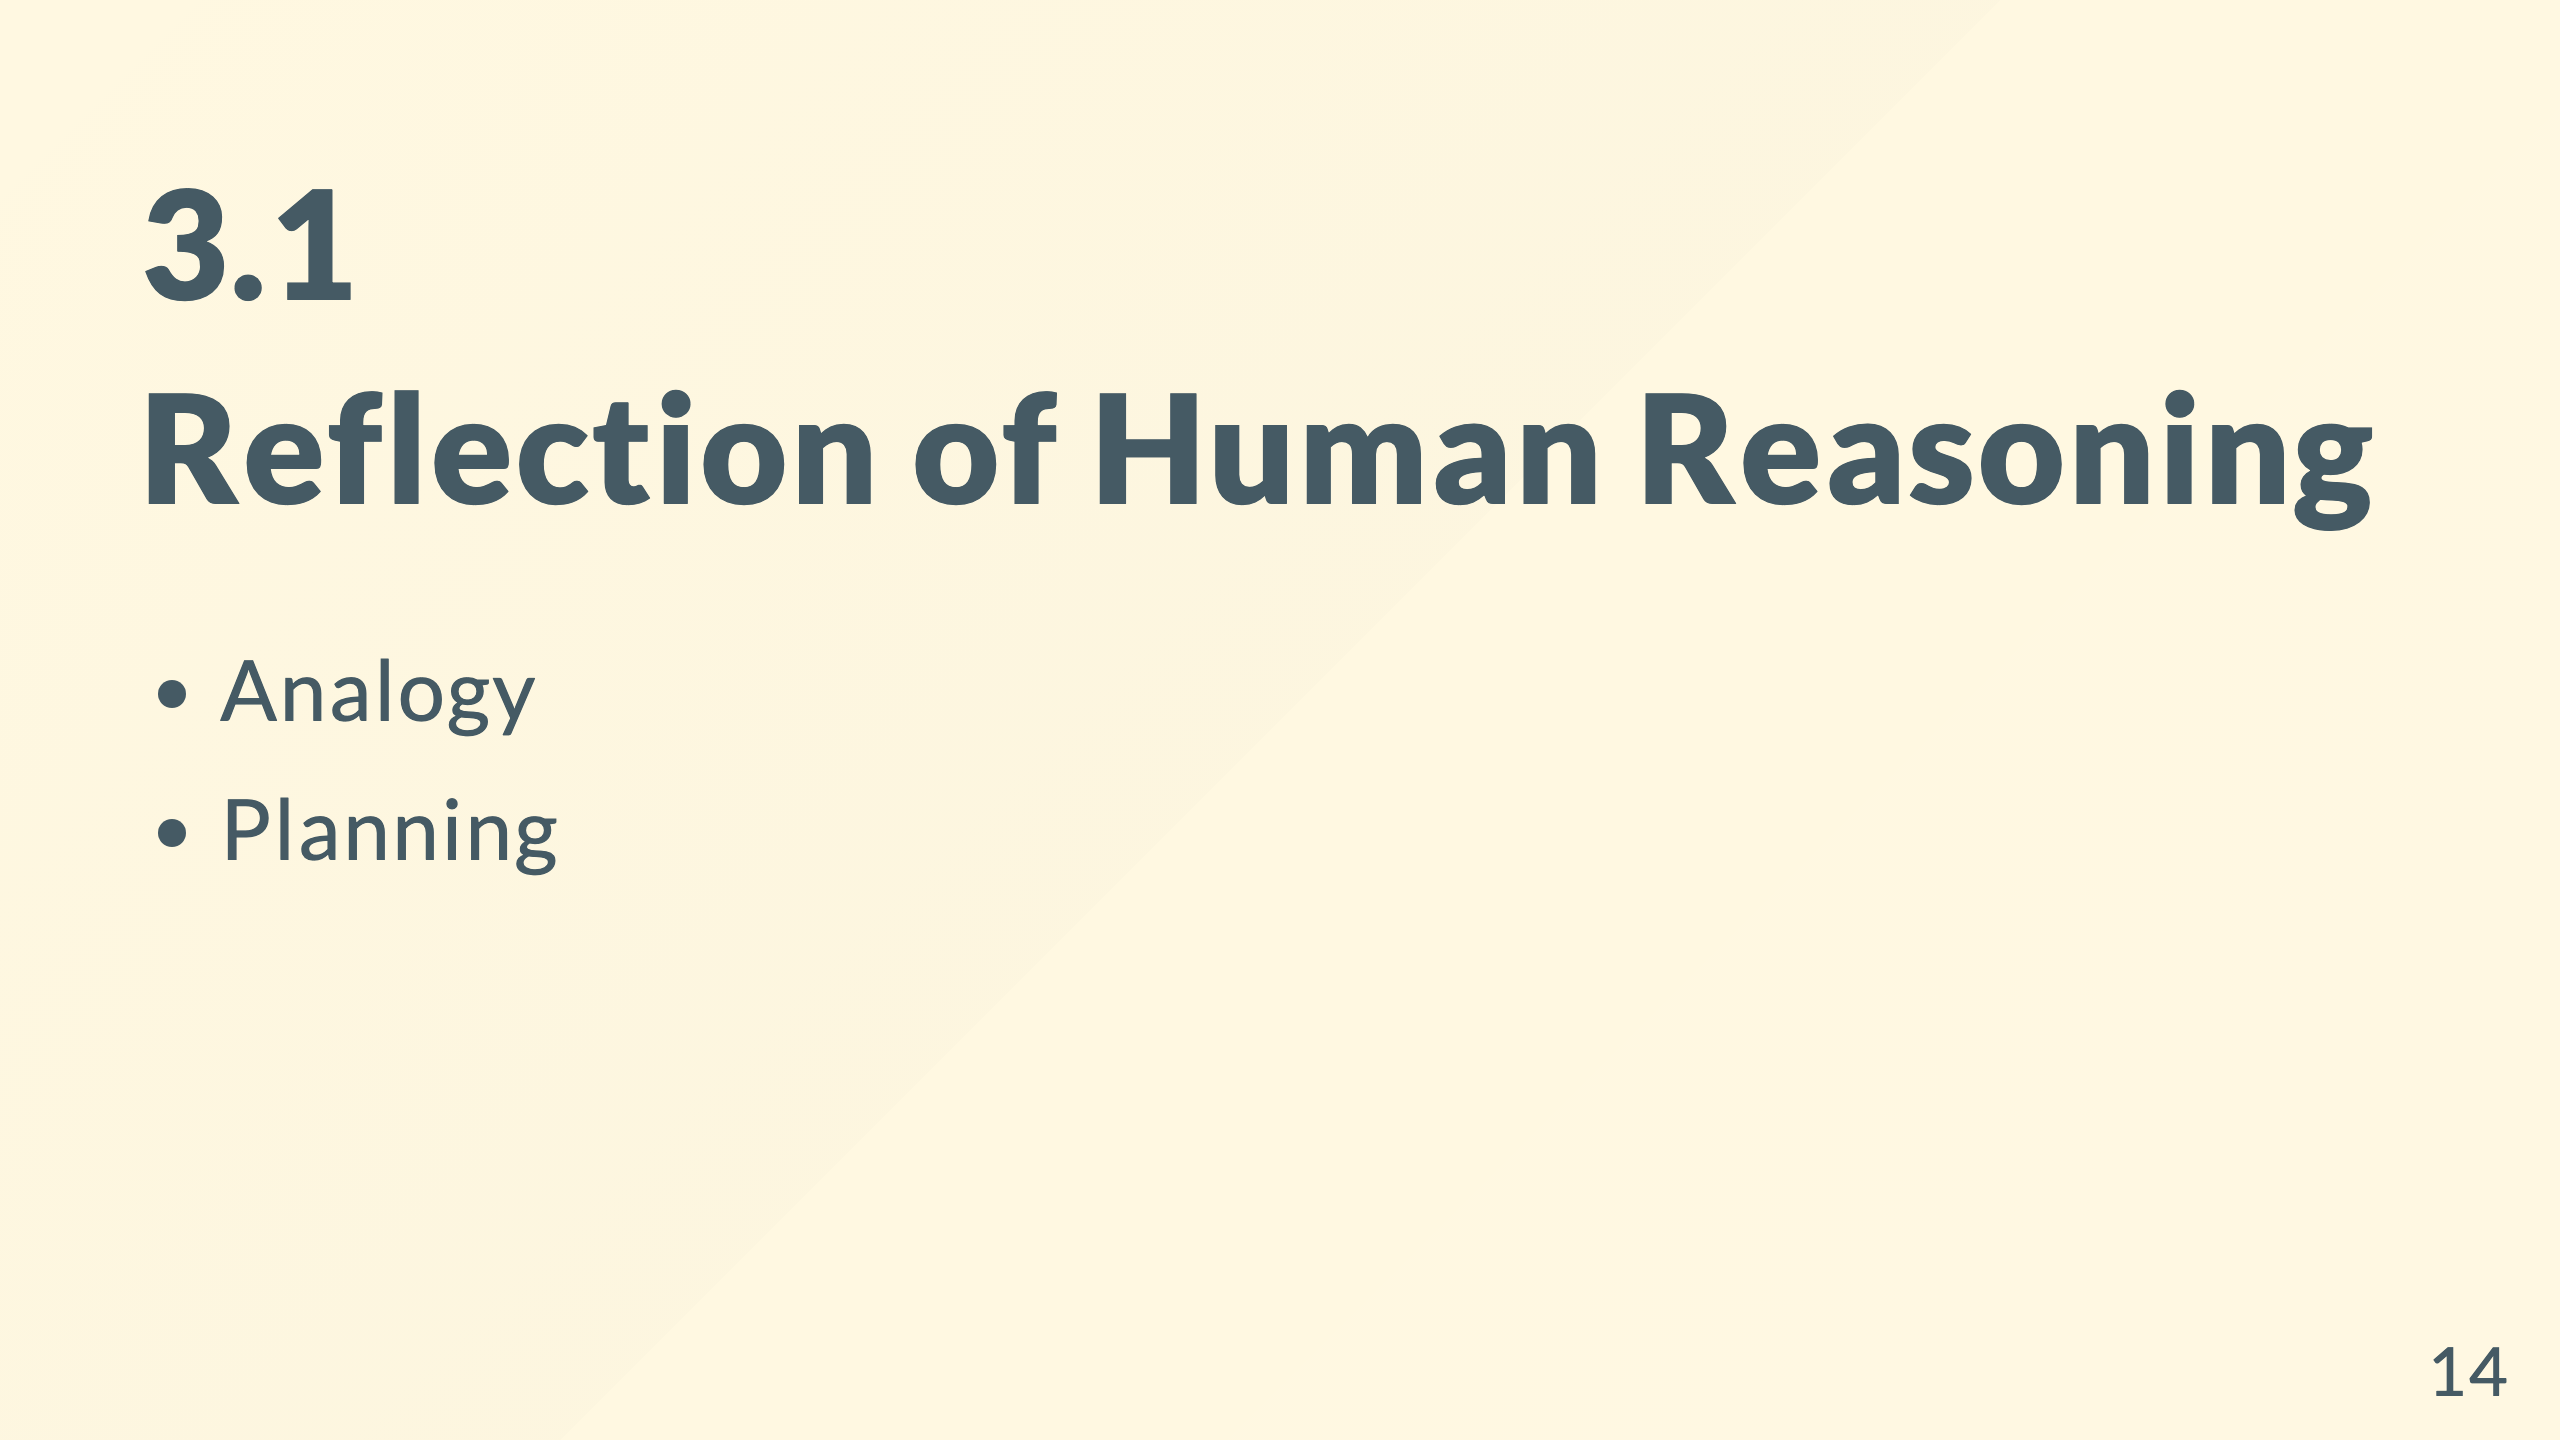 3.1
Reflection of Human Reasoning
• Analogy
• Planning
14